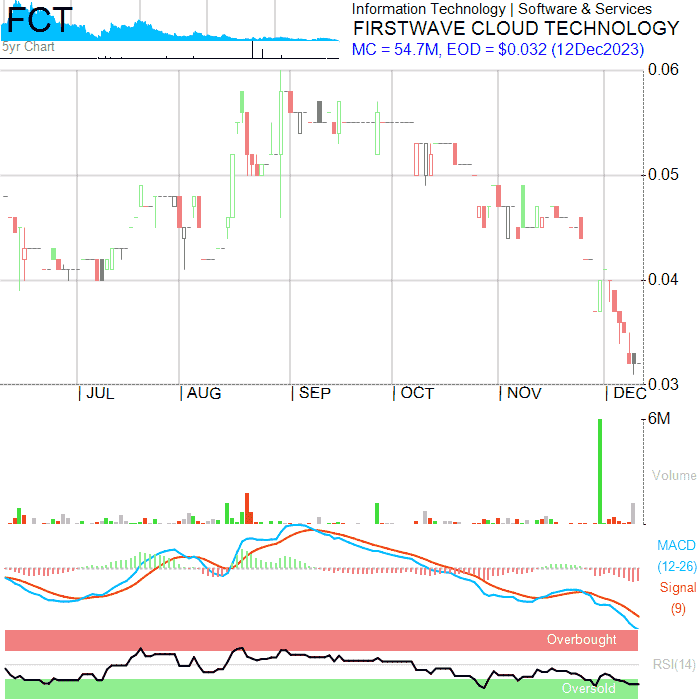 FCT
5yr Chart
Information Technology | Software & Services
FIRSTWAVE CLOUD TECHNOLOGY
MC = 54.7M, EOD = $0.032 (12Dec2023)
0.06
0.05
0.04
0.03
JUL
AUG
SEP
OCT
NOV
DEC
6M
Volume
MACD
(12-26)
Signal
(9)
Overbought
RSI(14)
Oversold